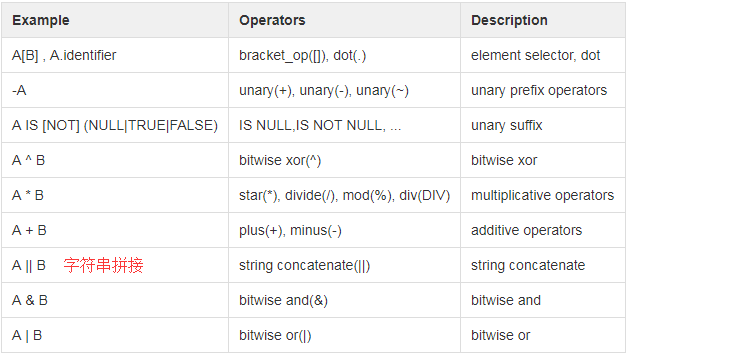 Example Operators Description
A[B] , A.identifier bracket_op([]), dot(.) element selector, dot
-A unary(+), unary(-), unary(~) unary prefix operators
A IS [NOT] (NULL|TRUE|FALSE) IS NULL,IS NOT NULL, ... unary suffix
A ^ B bitwise xor(^) bitwise xor
A * B star(*), divide(/), mod(%), div(DIV) multiplicative operators
A + B plus(+), minus(-) additive operators
A || B 字符串拼接 string concatenate(||) string concatenate
A & B bitwise and(&) bitwise and
A | B bitwise or(|) bitwise or